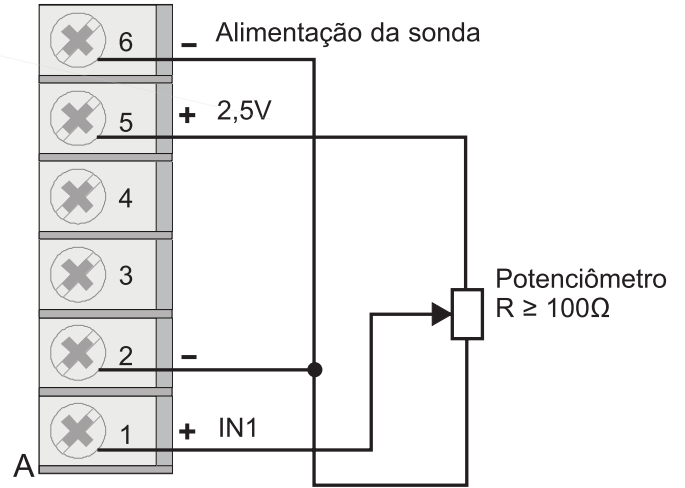 6 – Alimentação da sonda
5 + 2,5V
4
3
Potenciômetro
R ≥ 100Ω
2 –
1 + IN1
A